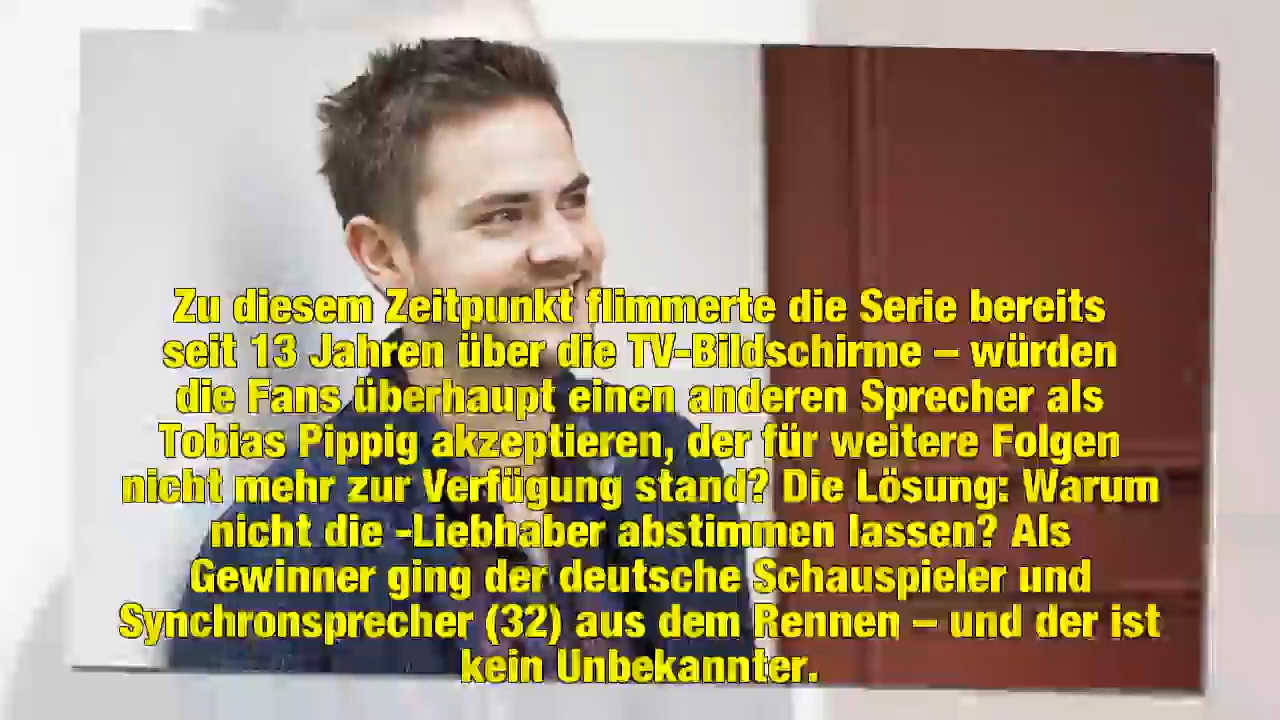 Zu diesem Zeitpunkt flimmerte die Serie bereits
seit 13 Jahren über die TV-Bildschirme – würden
die Fans überhaupt einen anderen Sprecher als
Tobias Pippig akzeptieren, der für weitere Folgen
nicht mehr zur Verfügung stand? Die Lösung: Warum
nicht die -Liebhaber abstimmen lassen? Als
Gewinner ging der deutsche Schauspieler und
Synchronsprecher (32) aus dem Rennen – und der ist
kein Unbekannter.